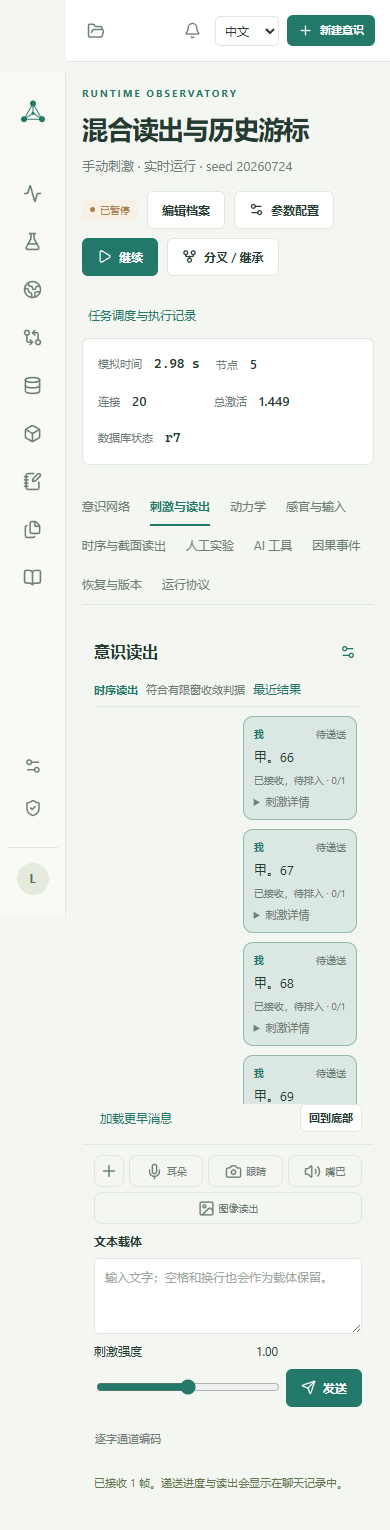 中文
新建意识
RUNTIME OBSERVATORY
混合读出与历史游标
手动刺激 · 实时运行 · seed 20260724
已暂停
编辑档案
参数配置
继续
分叉 / 继承
任务调度与执行记录
模拟时间 2.98 s 节点 5
连接 20 总激活 1.449
数据库状态 r7
意识网络 刺激与读出 动力学 感官与输入
时序与截面读出 人工实验 AI 工具 因果事件
恢复与版本 运行协议
意识读出
时序读出 符合有限窗收敛判据 最近结果
我 待递送
甲。66
已接收，待排入 · 0/1
刺激详情
我 待递送
甲。67
已接收，待排入 · 0/1
刺激详情
我 待递送
甲。68
已接收，待排入 · 0/1
刺激详情
我 待递送
甲。69
加载更早消息 回到底部
耳朵 眼睛 嘴巴
图像读出
文本载体
输入文字；空格和换行也会作为载体保留。
刺激强度 1.00
发送
逐字通道编码
已接收 1 帧。递送进度与读出会显示在聊天记录中。
L